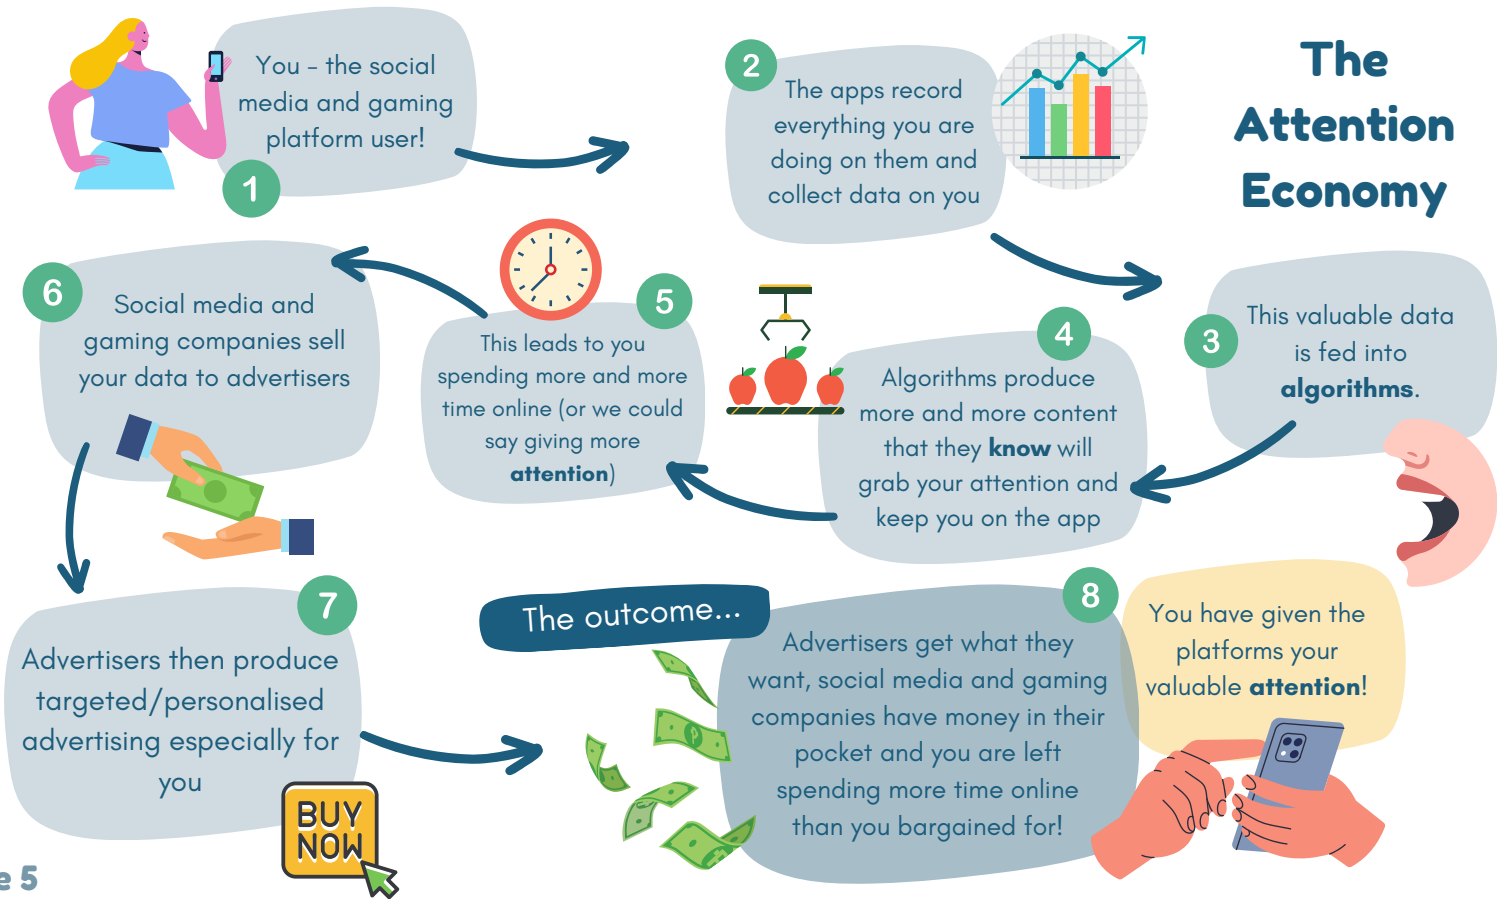 The
Attention
Economy
You - the social
media and gaming
platform user!
1
2
The apps record
everything you are
doing on them and
collect data on you
3
This valuable data
is fed into
algorithms.
4
Algorithms produce
more and more content
that they know will
grab your attention and
keep you on the app
5
This leads to you
spending more and more
time online (or we could
say giving more
attention)
6
Social media and
gaming companies sell
your data to advertisers
7
Advertisers then produce
targeted/personalised
advertising especially for
you
BUY
NOW
The outcome...
8
Advertisers get what they
want, social media and gaming
companies have money in their
pocket and you are left
spending more time online
than you bargained for!
You have given the
platforms your
valuable attention!
e 5